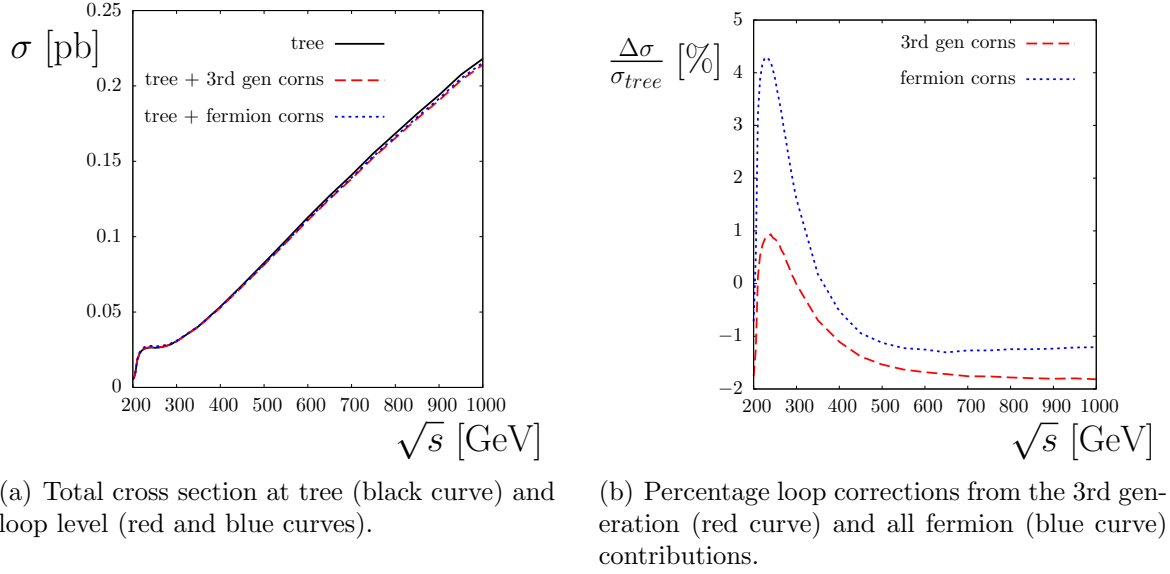 σ [pb]
0.25
0.2
0.15
0.1
0.05
0
tree
tree + 3rd gen corns
tree + fermion corns
200 300 400 500 600 700 800 900 1000
√s [GeV]
(a) Total cross section at tree (black curve) and
loop level (red and blue curves).
Δσ/σ_tree [%]
5
4
3
2
1
0
−1
−2
3rd gen corns
fermion corns
200 300 400 500 600 700 800 900 1000
√s [GeV]
(b) Percentage loop corrections from the 3rd gen-
eration (red curve) and all fermion (blue curve)
contributions.